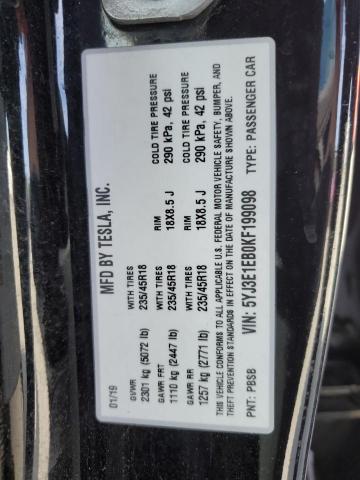 MFD BY TESLA, INC.
01/19
GVWR WITH TIRES RIM COLD TIRE PRESSURE
2301 kg (5072 lb) 235/45R18 18X8.5 J 290 kPa, 42 psi
GAWR FRT WITH TIRES RIM COLD TIRE PRESSURE
1110 kg (2447 lb) 235/45R18 18X8.5 J 290 kPa, 42 psi
GAWR RR WITH TIRES
1257 kg (2771 lb) 235/45R18
THIS VEHICLE CONFORMS TO ALL APPLICABLE U.S. FEDERAL MOTOR VEHICLE SAFETY, BUMPER, AND
THEFT PREVENTION STANDARDS IN EFFECT ON THE DATE OF MANUFACTURE SHOWN ABOVE.
VIN: 5YJ3E1EB0KF199098
PNT: PBSB TYPE: PASSENGER CAR